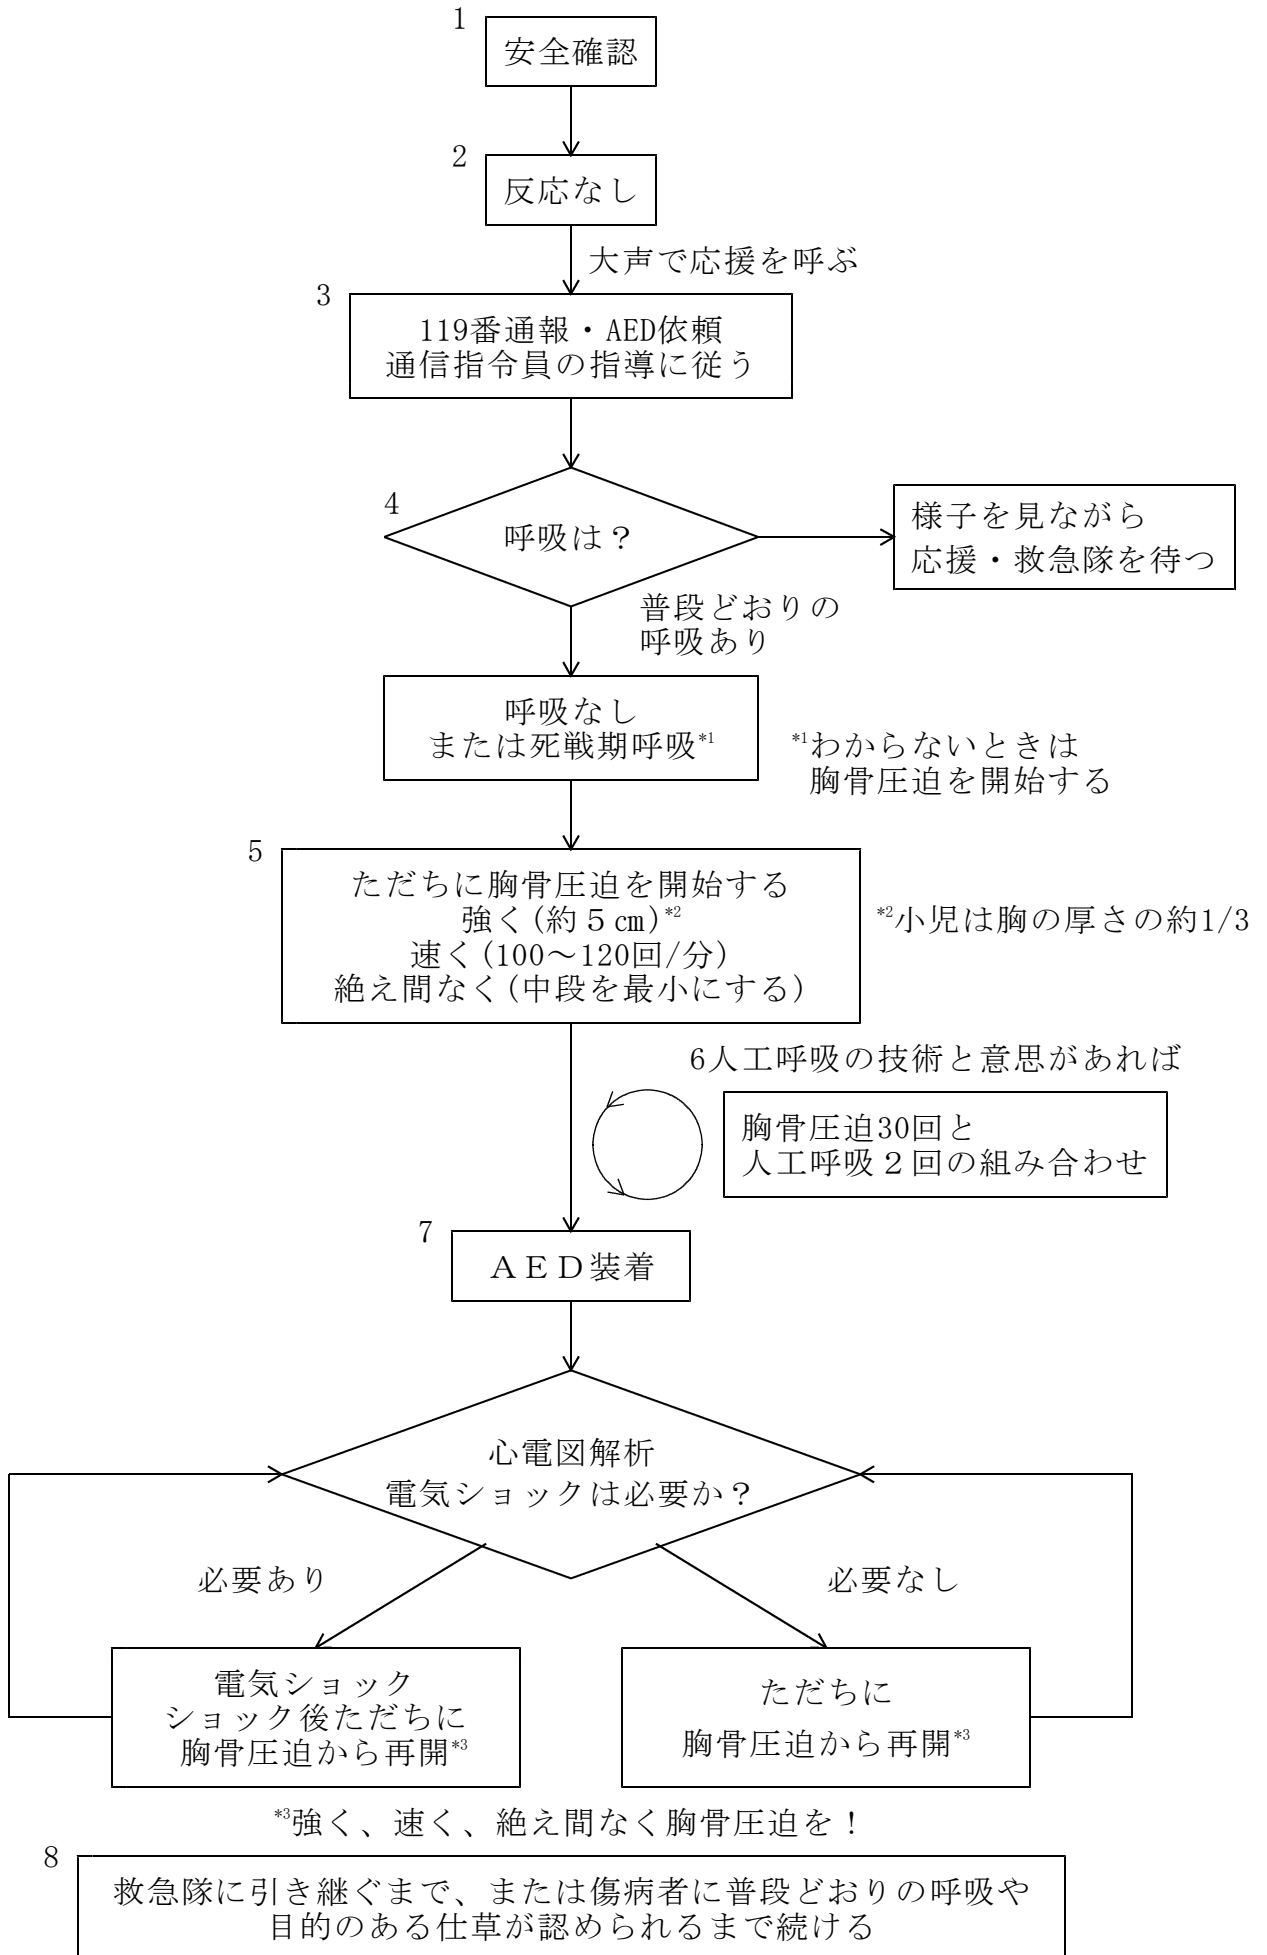 1
安全確認
2
反応なし
大声で応援を呼ぶ
3
119番通報・AED依頼
通信指令員の指導に従う
4
呼吸は？
様子を見ながら
応援・救急隊を待つ
普段どおりの
呼吸あり
呼吸なし
または死戦期呼吸*1
*1わからないときは
胸骨圧迫を開始する
5
ただちに胸骨圧迫を開始する
強く(約５㎝)*2
速く(100～120回/分)
絶え間なく(中段を最小にする)
*2小児は胸の厚さの約1/3
6人工呼吸の技術と意思があれば
胸骨圧迫30回と
人工呼吸２回の組み合わせ
7
ＡＥＤ装着
心電図解析
電気ショックは必要か？
必要あり
必要なし
電気ショック
ショック後ただちに
胸骨圧迫から再開*3
ただちに
胸骨圧迫から再開*3
*3強く、速く、絶え間なく胸骨圧迫を！
8
救急隊に引き継ぐまで、または傷病者に普段どおりの呼吸や
目的のある仕草が認められるまで続ける